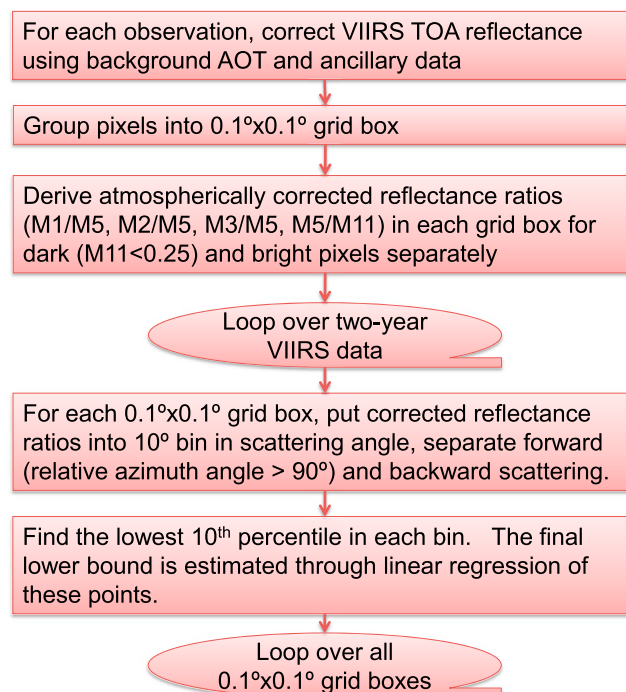 For each observation, correct VIIRS TOA reflectance
using background AOT and ancillary data
Group pixels into 0.1ºx0.1º grid box
Derive atmospherically corrected reflectance ratios
(M1/M5, M2/M5, M3/M5, M5/M11) in each grid box for
dark (M11<0.25) and bright pixels separately
Loop over two-year
VIIRS data
For each 0.1ºx0.1º grid box, put corrected reflectance
ratios into 10º bin in scattering angle, separate forward
(relative azimuth angle > 90º) and backward scattering.
Find the lowest 10th percentile in each bin.   The final
lower bound is estimated through linear regression of
these points.
Loop over all
0.1ºx0.1º grid boxes